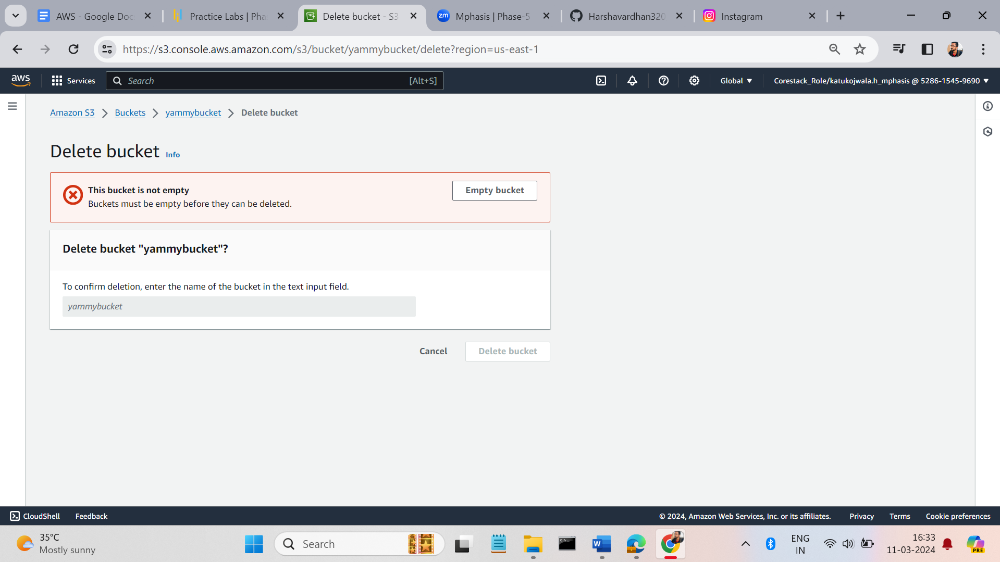 AWS - Google Doc
Practice Labs | Pha
Delete bucket - S3
zm
Mphasis | Phase-5
Harshavardhan320
Instagram
https://s3.console.aws.amazon.com/s3/bucket/yammybucket/delete?region=us-east-1
aws
Services
Search
[Alt+S]
Global
Corestack_Role/katukojwala.h_mphasis @ 5286-1545-9690
Amazon S3
Buckets
yammybucket
Delete bucket
Delete bucket
Info
This bucket is not empty
Empty bucket
Buckets must be empty before they can be deleted.
Delete bucket "yammybucket"?
To confirm deletion, enter the name of the bucket in the text input field.
yammybucket
Cancel
Delete bucket
CloudShell
Feedback
© 2024, Amazon Web Services, Inc. or its affiliates.
Privacy
Terms
Cookie preferences
35°C
Mostly sunny
Search
W
ENG
IN
16:33
11-03-2024
PRE